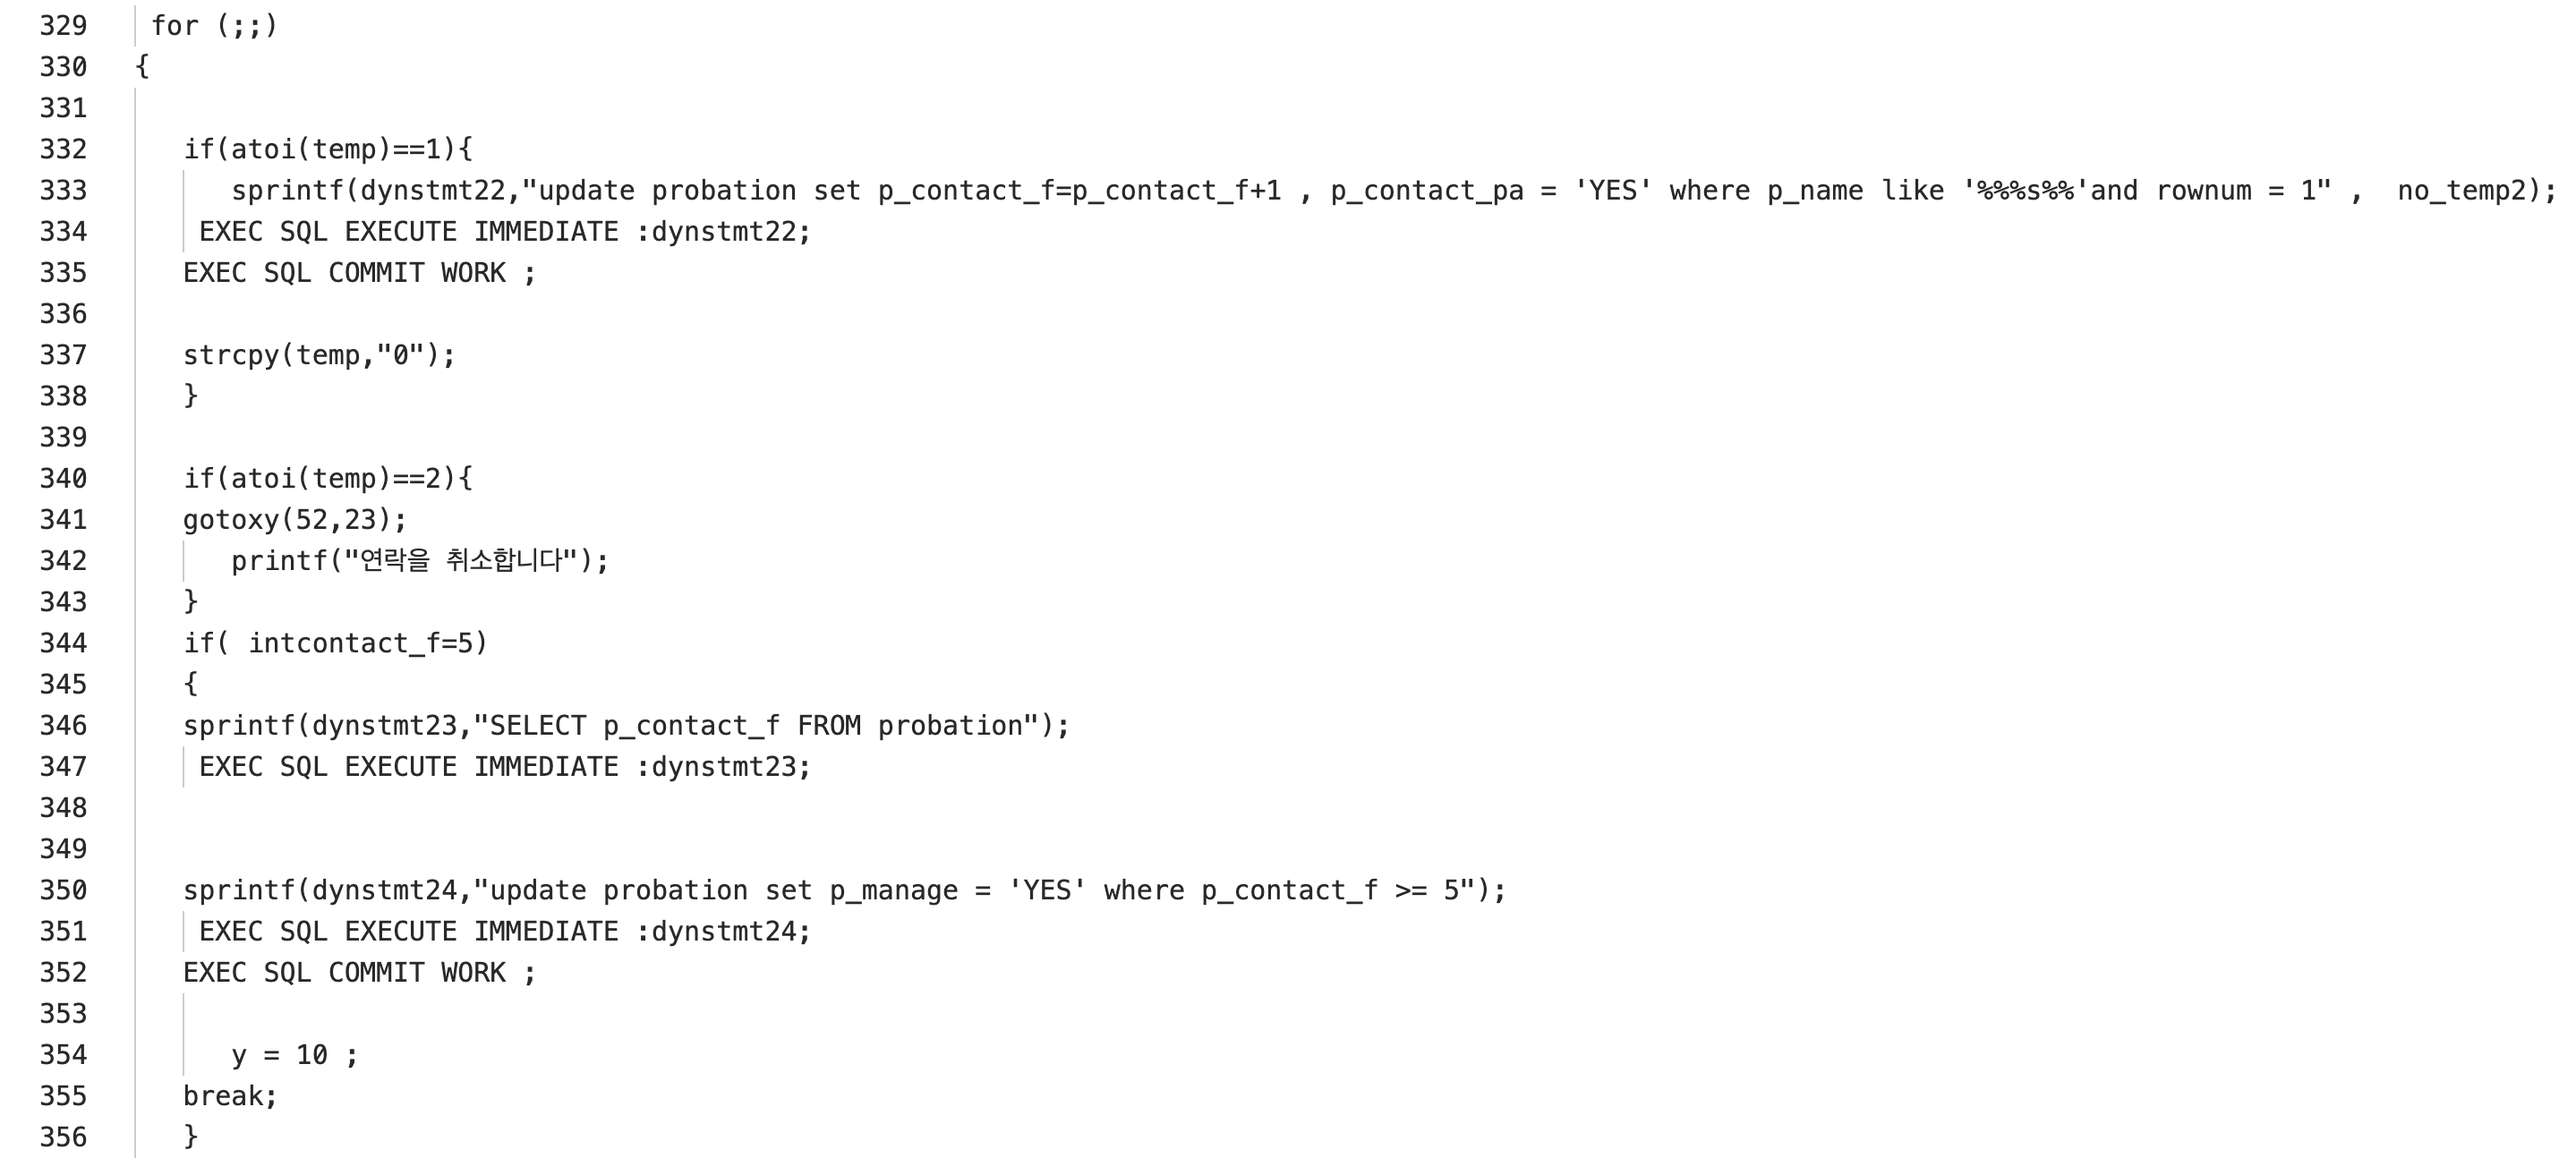 329 for (;;)
330 {
331
332 if(atoi(temp)==1){
333 sprintf(dynstmt22,"update probation set p_contact_f=p_contact_f+1 , p_contact_pa = 'YES' where p_name like '%%%s%%'and rownum = 1" ,  no_temp2);
334 EXEC SQL EXECUTE IMMEDIATE :dynstmt22;
335 EXEC SQL COMMIT WORK ;
336
337 strcpy(temp,"0");
338 }
339
340 if(atoi(temp)==2){
341 gotoxy(52,23);
342 printf("연락을 취소합니다");
343 }
344 if( intcontact_f=5)
345 {
346 sprintf(dynstmt23,"SELECT p_contact_f FROM probation");
347 EXEC SQL EXECUTE IMMEDIATE :dynstmt23;
348
349
350 sprintf(dynstmt24,"update probation set p_manage = 'YES' where p_contact_f >= 5");
351 EXEC SQL EXECUTE IMMEDIATE :dynstmt24;
352 EXEC SQL COMMIT WORK ;
353
354 y = 10 ;
355 break;
356 }